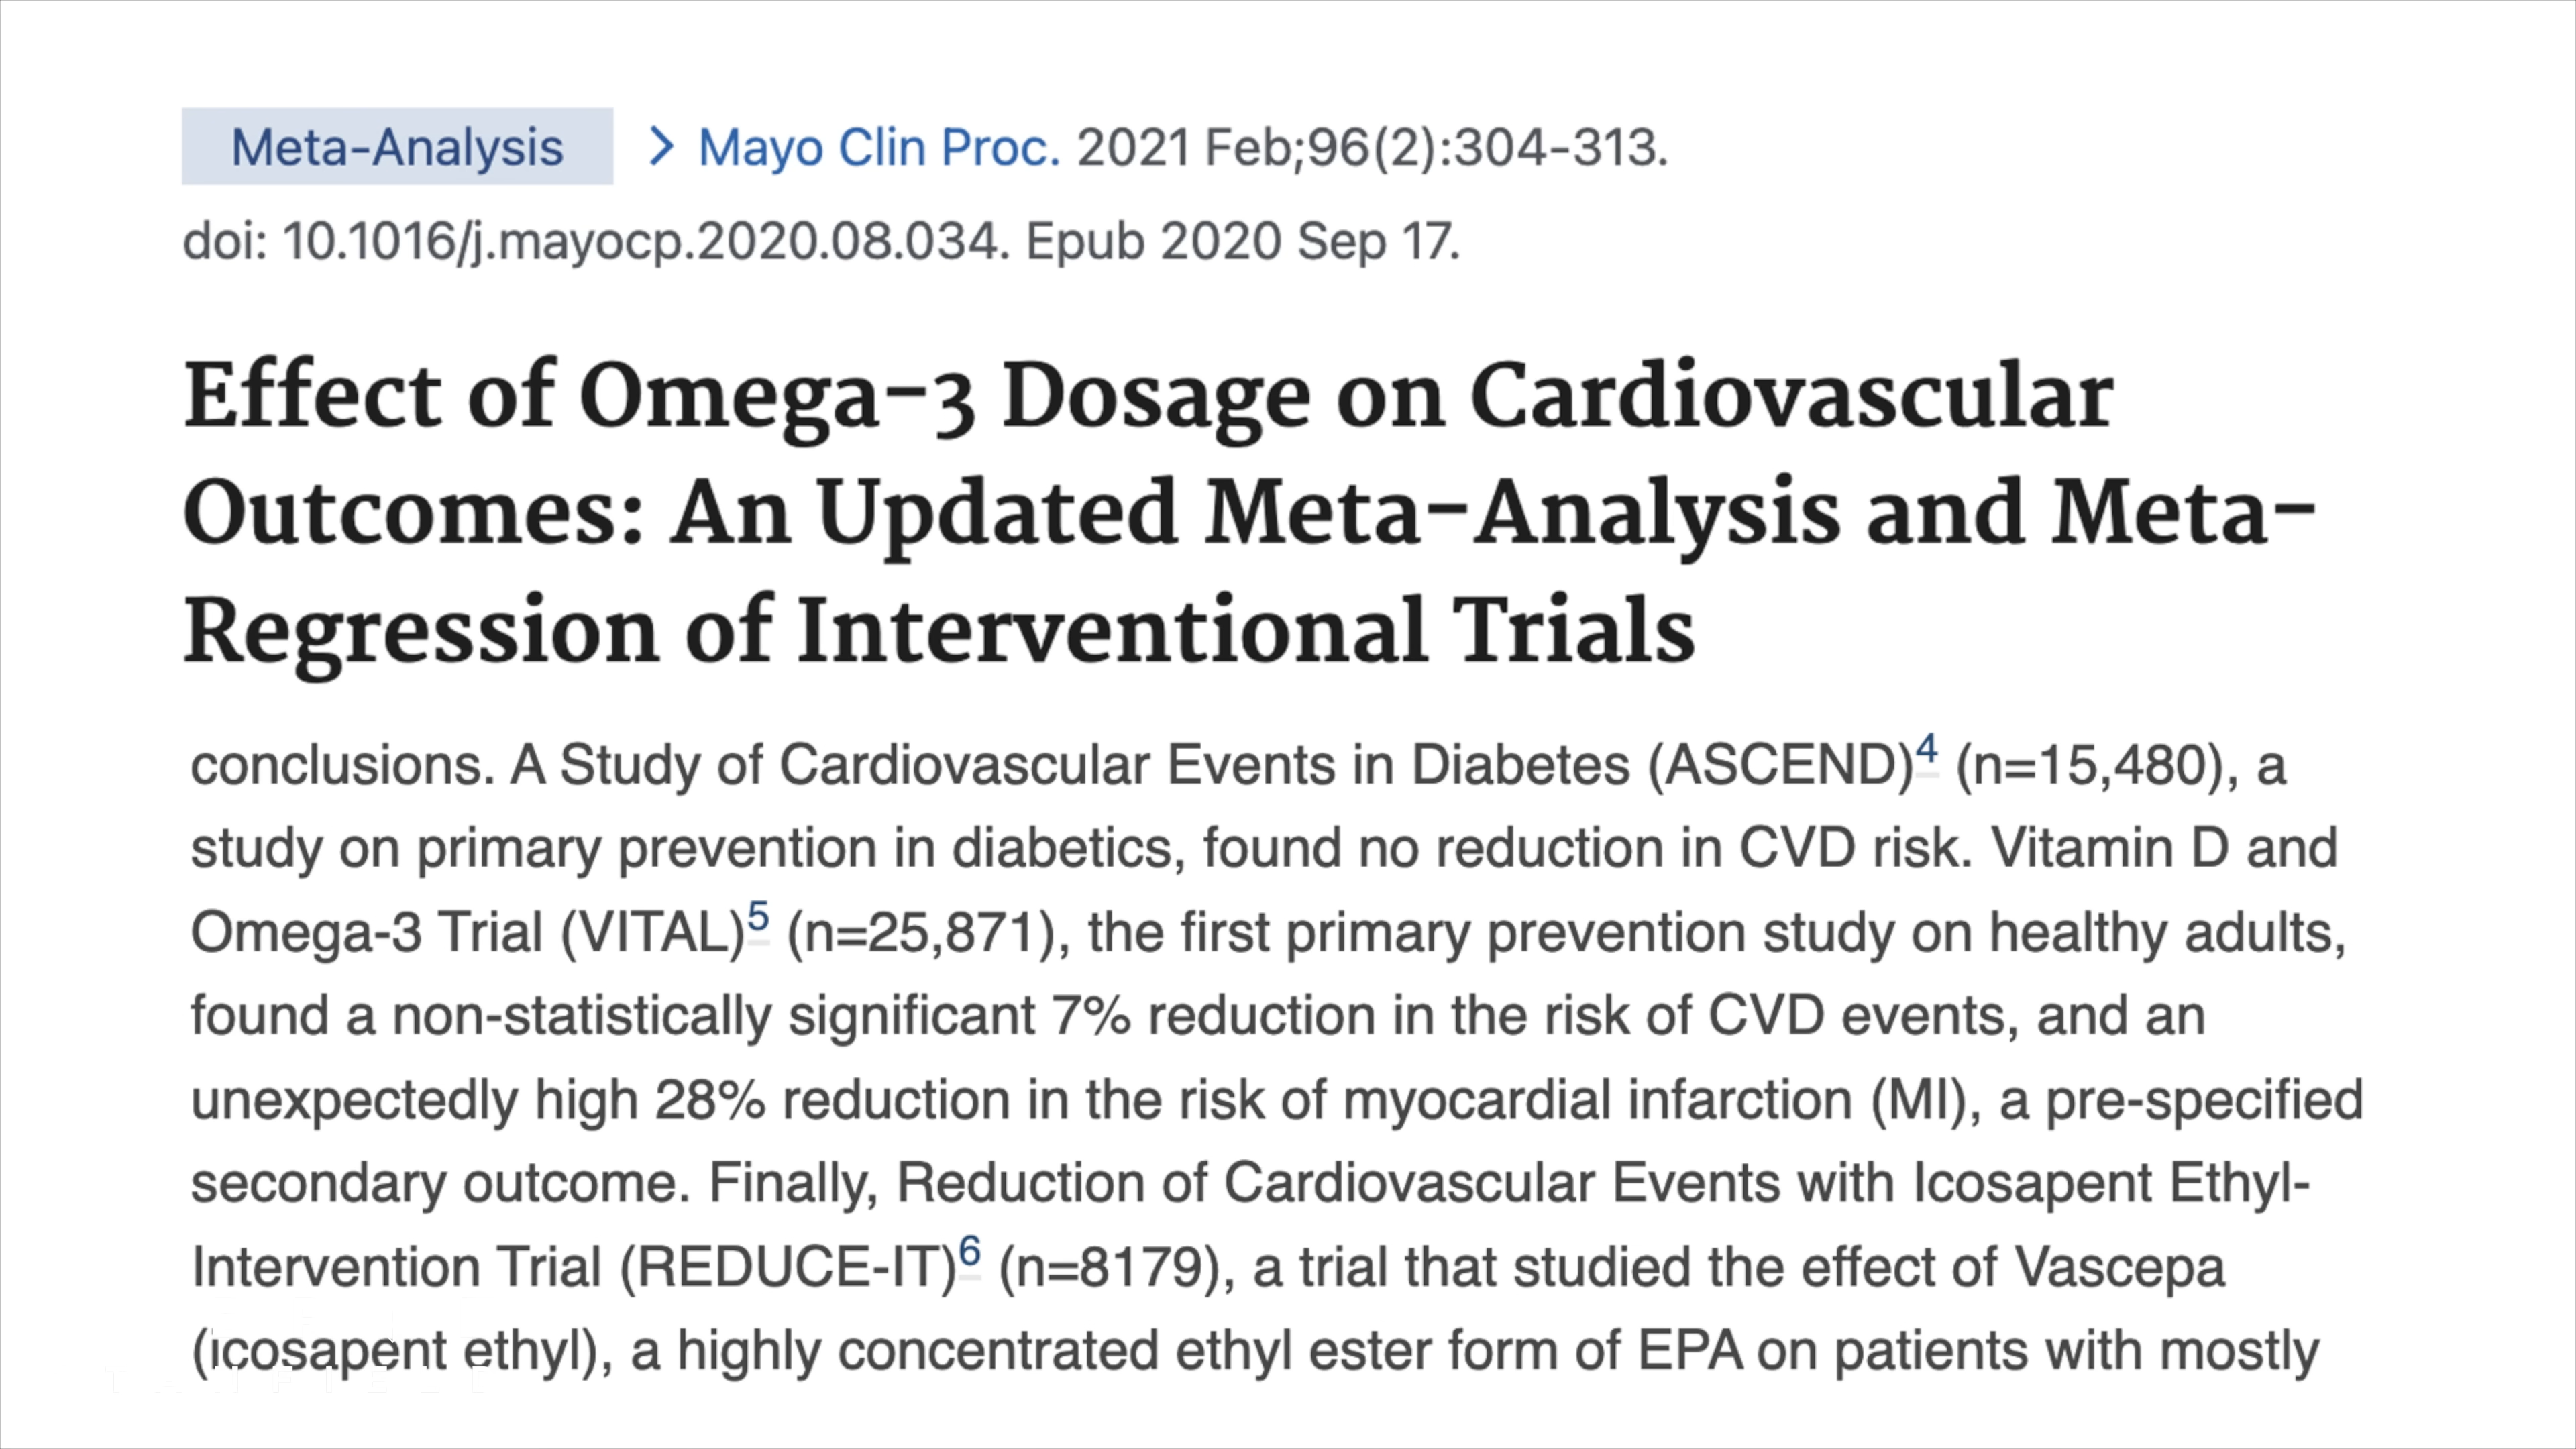 Meta-Analysis > Mayo Clin Proc. 2021 Feb;96(2):304-313.
doi: 10.1016/j.mayocp.2020.08.034. Epub 2020 Sep 17.
Effect of Omega-3 Dosage on Cardiovascular
Outcomes: An Updated Meta-Analysis and Meta-
Regression of Interventional Trials
conclusions. A Study of Cardiovascular Events in Diabetes (ASCEND)4 (n=15,480), a
study on primary prevention in diabetics, found no reduction in CVD risk. Vitamin D and
Omega-3 Trial (VITAL)5 (n=25,871), the first primary prevention study on healthy adults,
found a non-statistically significant 7% reduction in the risk of CVD events, and an
unexpectedly high 28% reduction in the risk of myocardial infarction (MI), a pre-specified
secondary outcome. Finally, Reduction of Cardiovascular Events with Icosapent Ethyl-
Intervention Trial (REDUCE-IT)6 (n=8179), a trial that studied the effect of Vascepa
(icosapent ethyl), a highly concentrated ethyl ester form of EPA on patients with mostly